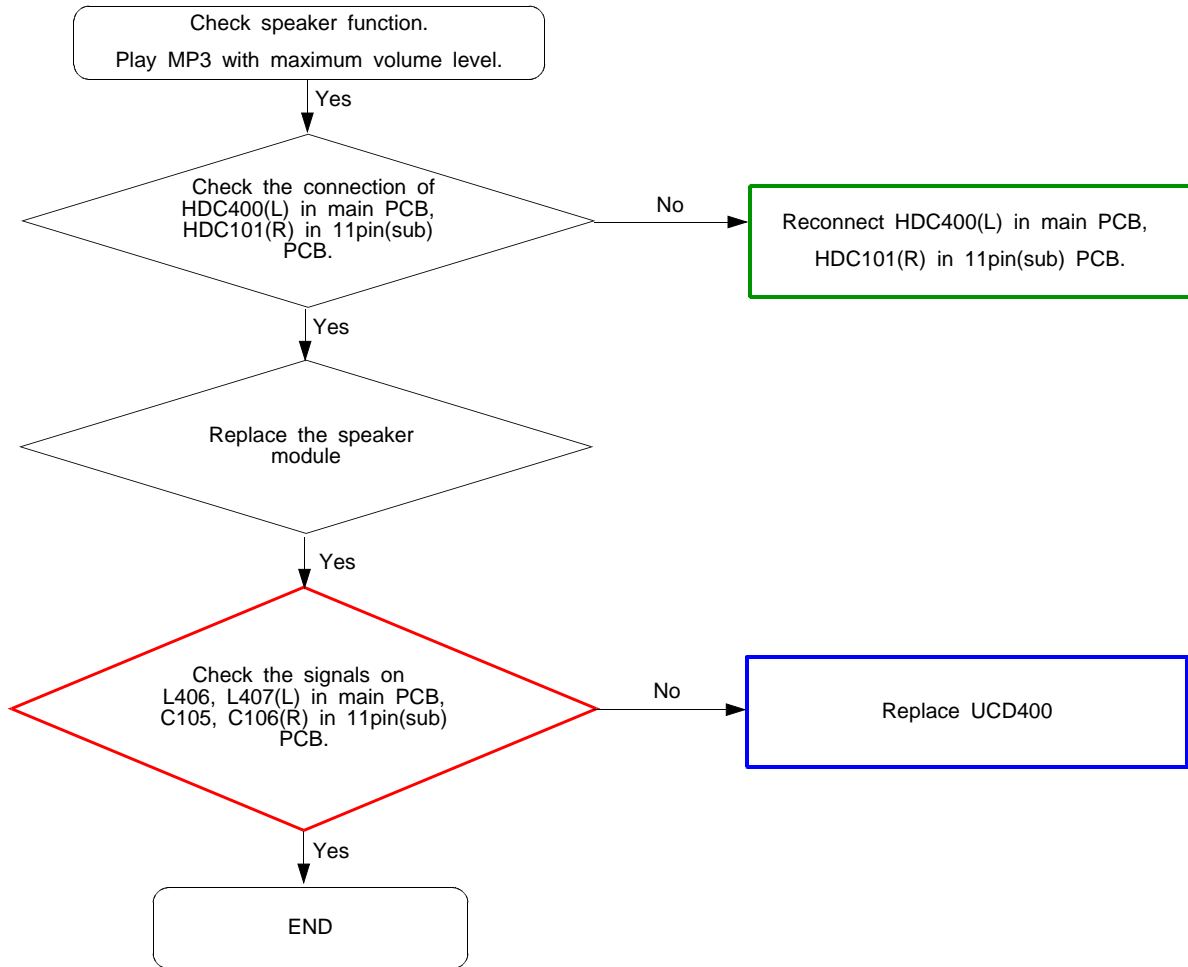 Check speaker function.
Play MP3 with maximum volume level.
Yes
Check the connection of
HDC400(L) in main PCB,
HDC101(R) in 11pin(sub)
PCB.
No
Reconnect HDC400(L) in main PCB,
HDC101(R) in 11pin(sub) PCB.
Yes
Replace the speaker
module
Yes
Check the signals on
L406, L407(L) in main PCB,
C105, C106(R) in 11pin(sub)
PCB.
No
Replace UCD400
Yes
END